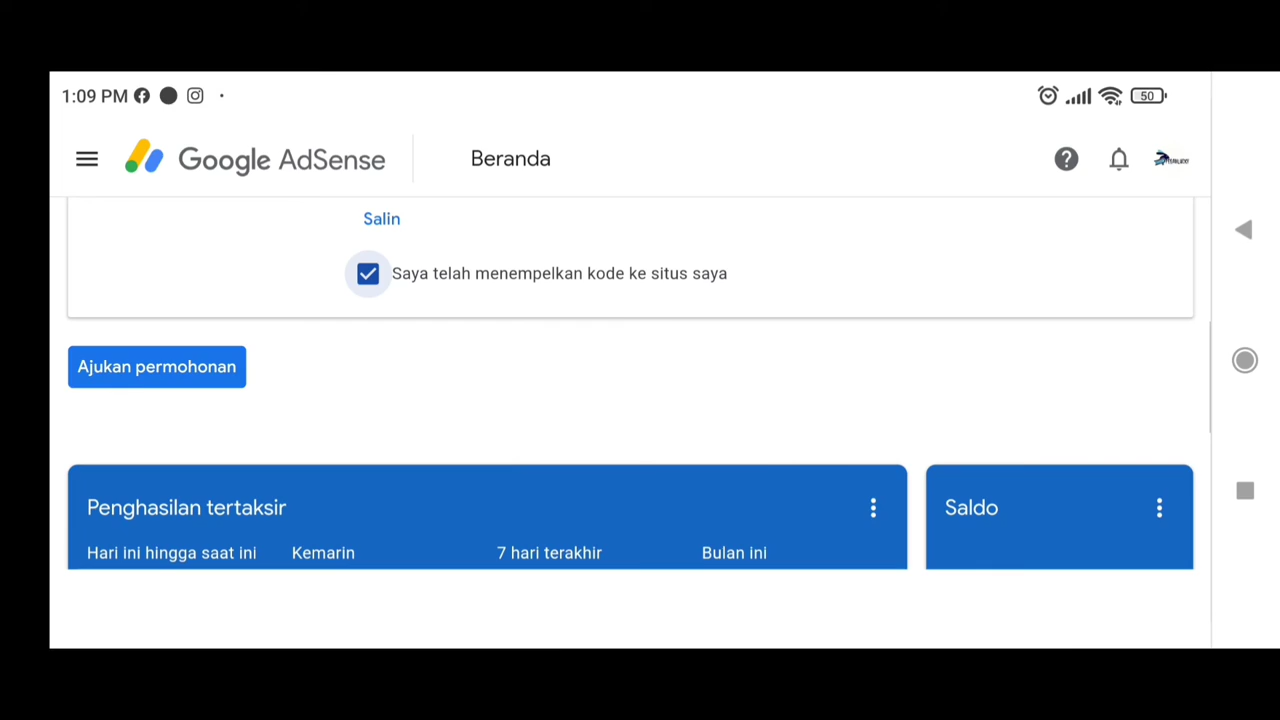 1:09 PM
50
Google AdSense
Beranda
Salin
Saya telah menempelkan kode ke situs saya
Ajukan permohonan
Penghasilan tertaksir
Saldo
Hari ini hingga saat ini
Kemarin
7 hari terakhir
Bulan ini